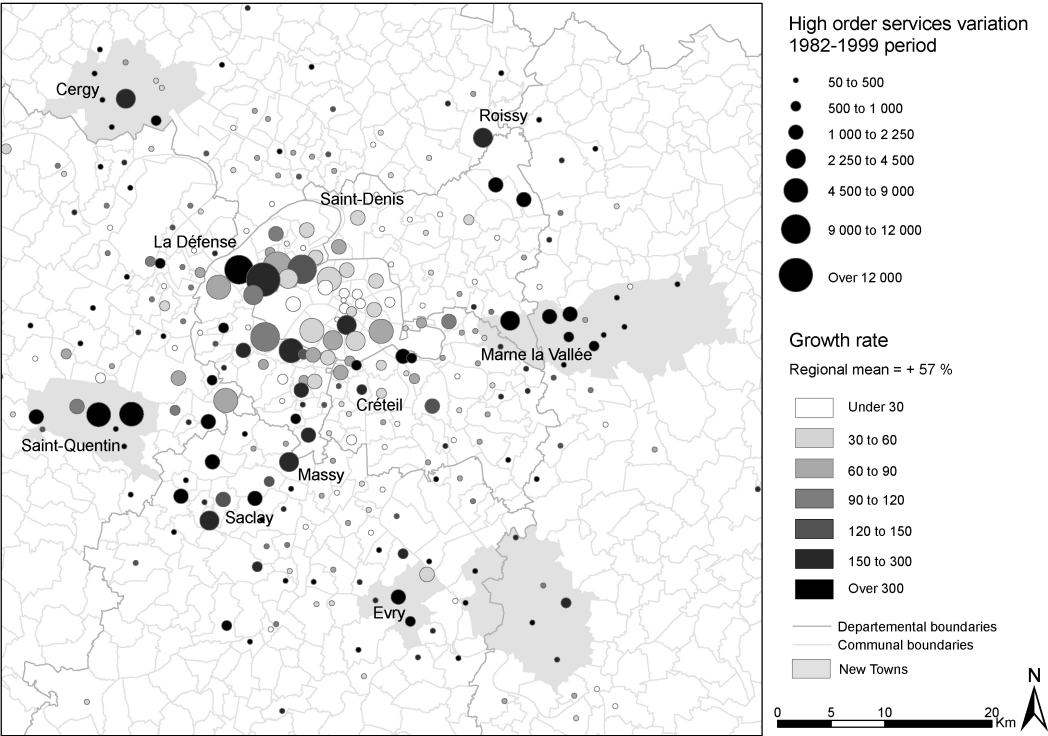 Cergy
Roissy
Saint-Denis
La Défense
Marne la Vallée
Créteil
Saint-Quentin
Massy
Saclay
Evry
High order services variation
1982-1999 period
50 to 500
500 to 1 000
1 000 to 2 250
2 250 to 4 500
4 500 to 9 000
9 000 to 12 000
Over 12 000
Growth rate
Regional mean = + 57 %
Under 30
30 to 60
60 to 90
90 to 120
120 to 150
150 to 300
Over 300
Departemental boundaries
Communal boundaries
New Towns
N
0 5 10 20
Km